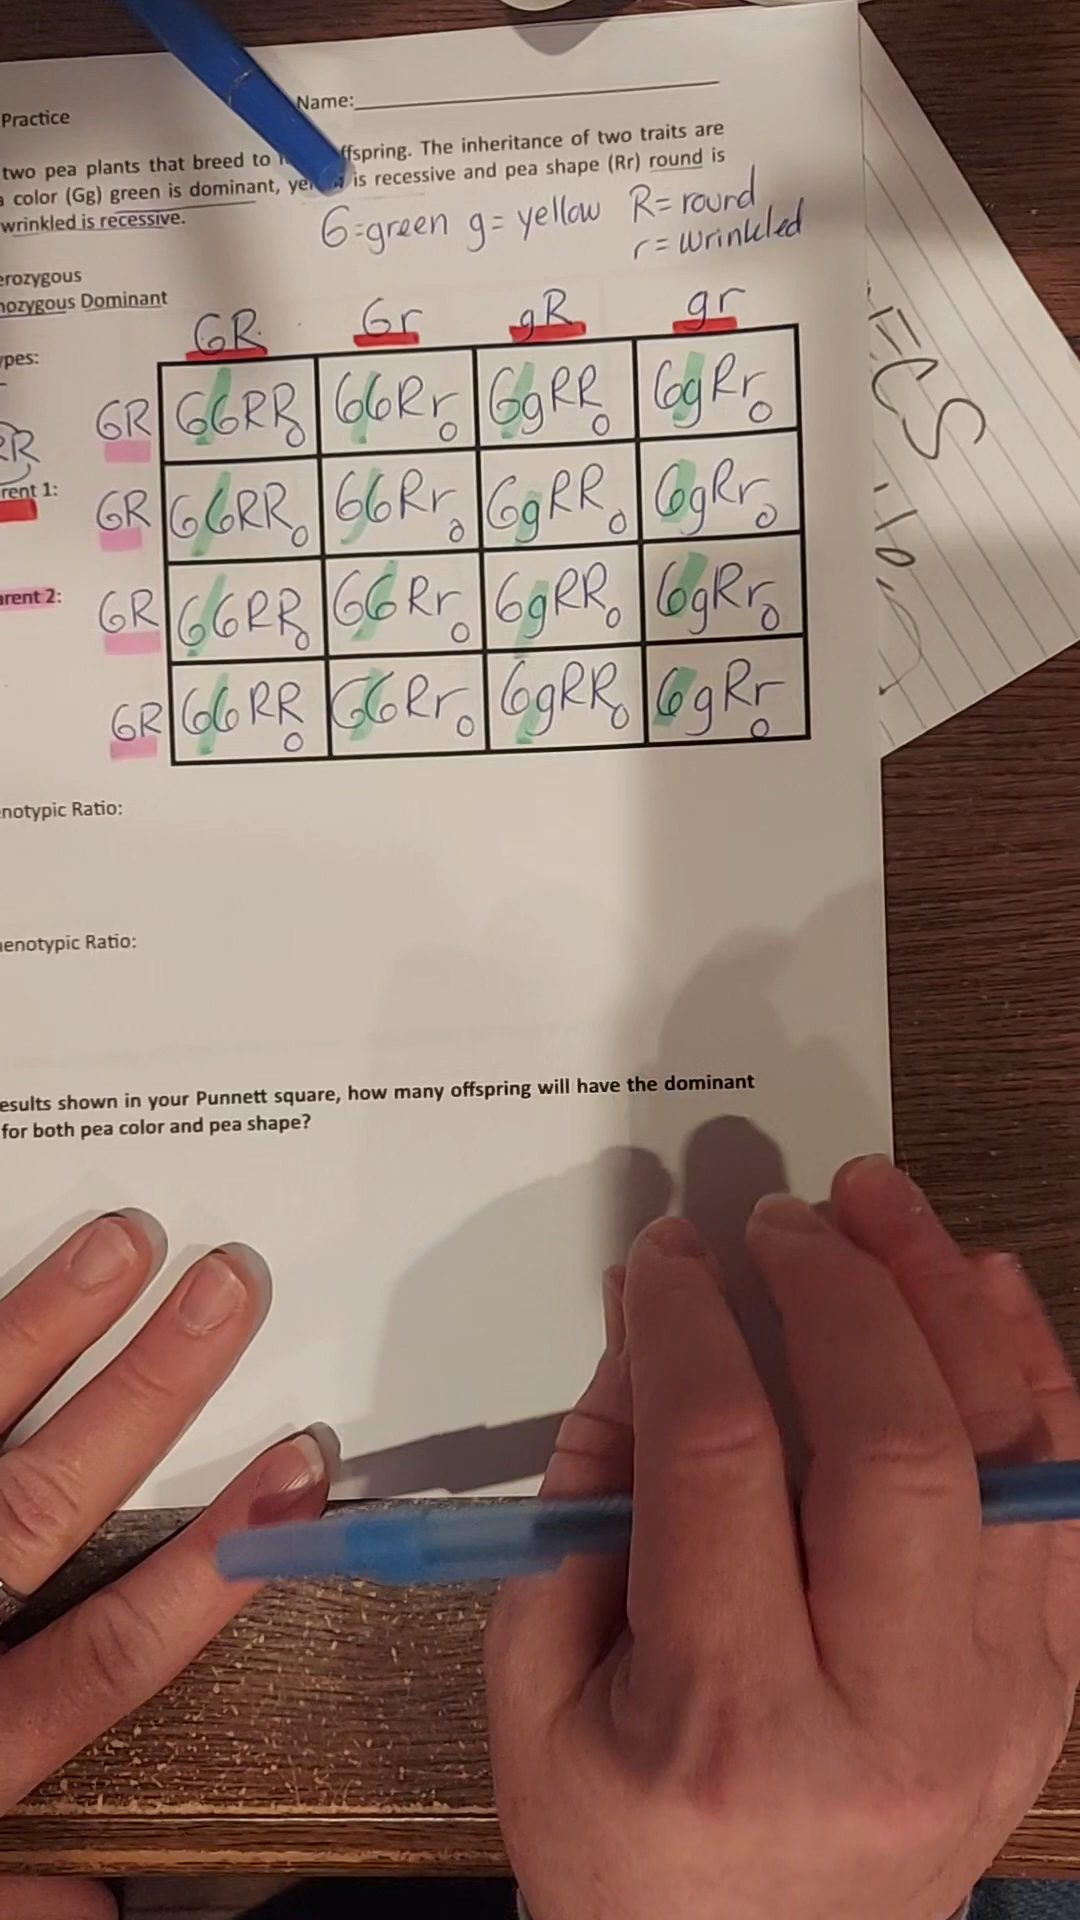 Practice
Name:
two pea plants that breed to ffspring. The inheritance of two traits are
color (Gg) green is dominant, is recessive and pea shape (Rr) round is
wrinkled is recessive.
G=green g= yellow R= round
r= wrinkled
erozygous
nozygous Dominant
ypes:
GR Gr gR gr
GR GGRR GGRr GgRR GgRr
RR
rent 1:
GR GGRR GGRr GgRR GgRr
arent 2:
GR GGRR GGRr GgRR GgRr
GR GGRR GGRr GgRR GgRr
notypic Ratio:
enotypic Ratio:
esults shown in your Punnett square, how many offspring will have the dominant
for both pea color and pea shape?